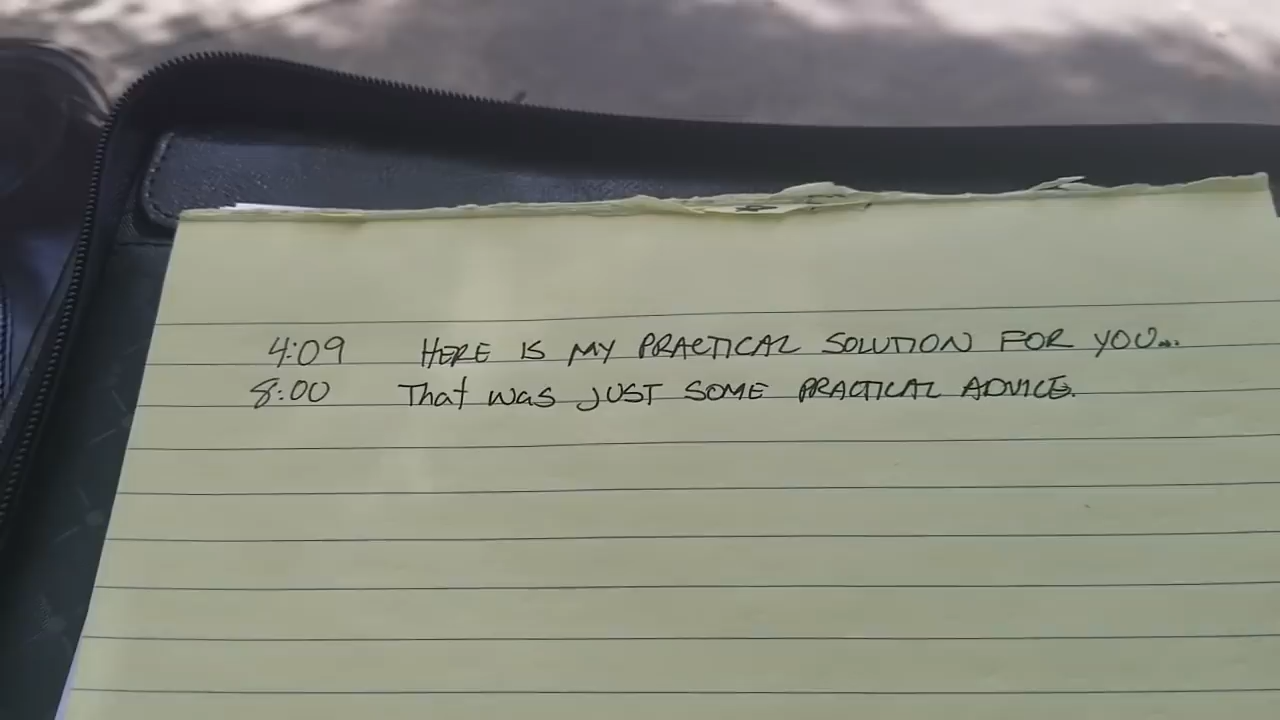 4:09 HERE IS MY PRACTICAL SOLUTION FOR YOU...
8:00 That was JUST SOME PRACTICAL ADVICE.